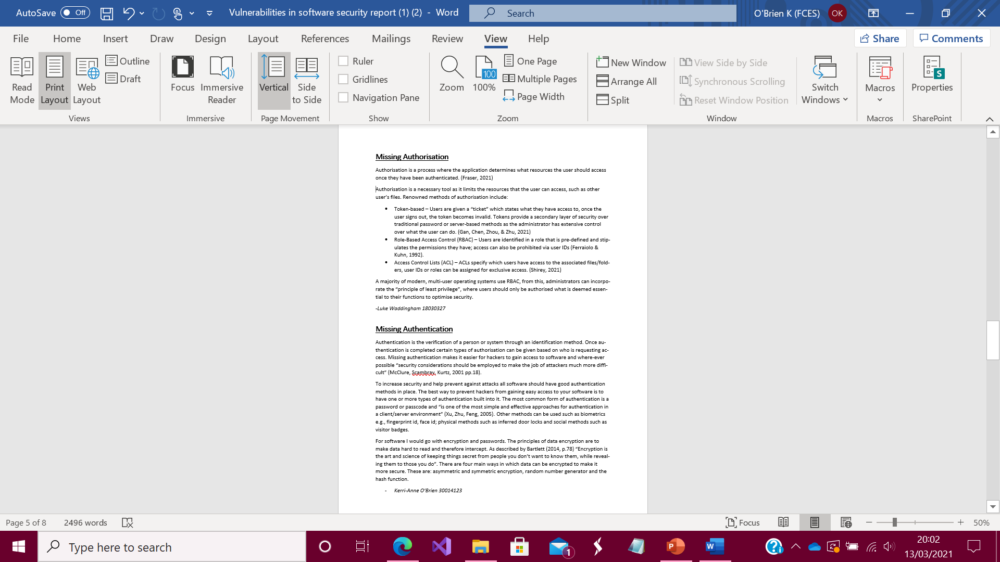 AutoSave Off Vulnerabilities in software security report (1) (2) - Word Search O'Brien K (FCES) OK
File Home Insert Draw Design Layout References Mailings Review View Help Share Comments
Read Mode
Print Layout
Web Layout
Outline
Draft
Views
Focus
Immersive Reader
Immersive
Vertical
Side to Side
Page Movement
Ruler
Gridlines
Navigation Pane
Show
Zoom
100
100%
One Page
Multiple Pages
Page Width
Zoom
New Window
Arrange All
Split
View Side by Side
Synchronous Scrolling
Reset Window Position
Switch Windows
Window
Macros
Macros
S
Properties
SharePoint
Missing Authorisation
Authorisation is a process where the application determines what resources the user should access
once they have been authenticated. (Fraser, 2021)
Authorisation is a necessary tool as it limits the resources that the user can access, such as other
user's files. Renowned methods of authorisation include:
• Token-based – Users are given a “ticket” which states what they have access to, once the
user signs out, the token becomes invalid. Tokens provide a secondary layer of security over
traditional password or server-based methods as the administrator has extensive control
over what the user can do. (Gan, Chen, Zhou, & Zhu, 2021)
• Role-Based Access Control (RBAC) – Users are identified in a role that is pre-defined and stip-
ulates the permissions they have; access can also be prohibited via user IDs (Ferraiolo &
Kuhn, 1992).
• Access Control Lists (ACL) – ACLs specify which users have access to the associated files/fold-
ers, user IDs or roles can be assigned for exclusive access. (Shirey, 2021)
A majority of modern, multi-user operating systems use RBAC, from this, administrators can incorpo-
rate the “principle of least privilege”, where users should only be authorised what is deemed essen-
tial to their functions to optimise security.
-Luke Waddingham 18030327
Missing Authentication
Authentication is the verification of a person or system through an identification method. Once au-
thentication is completed certain types of authorisation can be given based on who is requesting ac-
cess. Missing authentication makes it easier for hackers to gain access to software and where-ever
possible “security considerations should be employed to make the job of attackers much more diffi-
cult” (McClure, Scambray, Kurtz, 2001 pp.18).
To increase security and help prevent against attacks all software should have good authentication
methods in place. The best way to prevent hackers from gaining easy access to your software is to
have one or more types of authentication built into it. The most common form of authentication is a
password or passcode and “is one of the most simple and effective approaches for authentication in
a client/server environment” (Xu, Zhu, Feng, 2005). Other methods can be used such as biometrics
e.g., fingerprint id, face id; physical methods such as inferred door locks and social methods such as
visitor badges.
For software I would go with encryption and passwords. The principles of data encryption are to
make data hard to read and therefore intercept. As described by Bartlett (2014, p.78) “Encryption is
the art and science of keeping things secret from people you don't want to know them, while reveal-
ing them to those you do”. There are four main ways in which data can be encrypted to make it
more secure. These are: asymmetric and symmetric encryption, random number generator and the
hash function.
- Kerri-Anne O'Brien 30014123
Page 5 of 8 2496 words Focus 50%
Type here to search 1 P W 20:02
13/03/2021